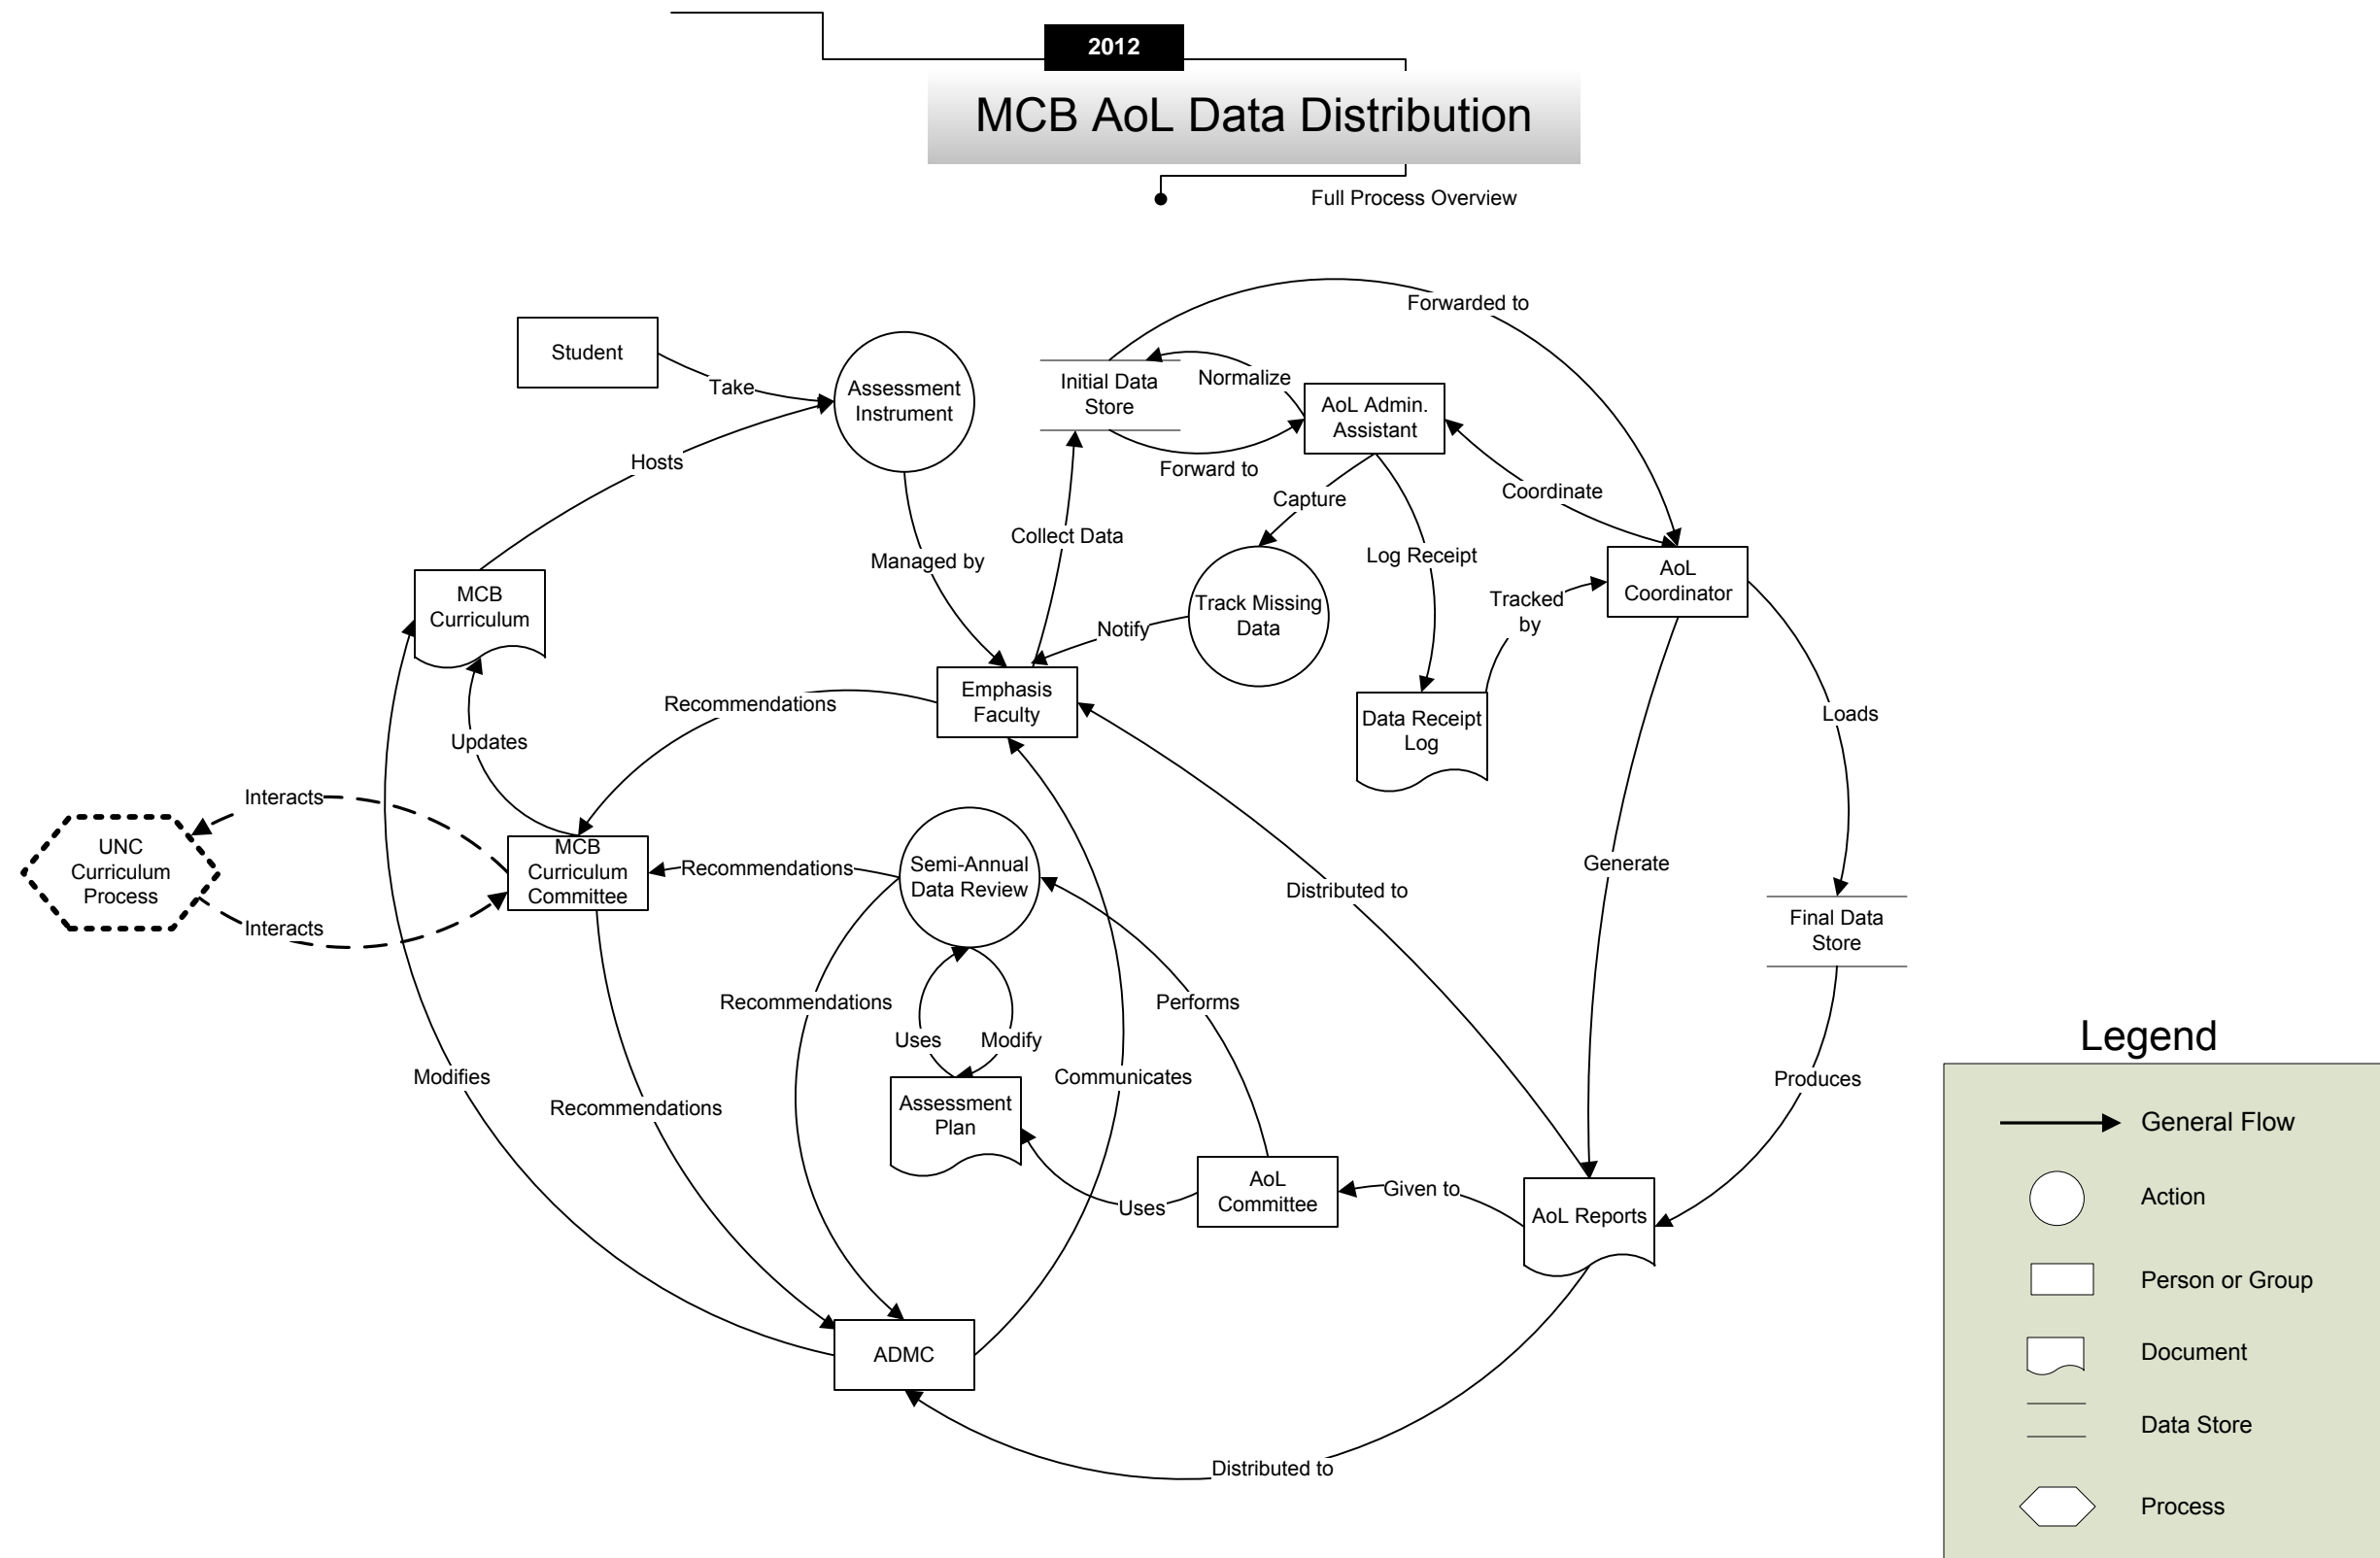 2012
MCB AoL Data Distribution
Full Process Overview
Forwarded to
Student
Take
Assessment
Instrument
Initial Data
Store
Normalize
AoL Admin.
Assistant
Hosts
Forward to
Capture
Coordinate
Collect Data
Managed by
Log Receipt
AoL
Coordinator
MCB
Curriculum
Track Missing
Data
Tracked
by
Notify
Emphasis
Faculty
Recommendations
Data Receipt
Log
Loads
Updates
Interacts
UNC
Curriculum
Process
MCB
Curriculum
Committee
Recommendations
Semi-Annual
Data Review
Distributed to
Generate
Final Data
Store
Interacts
Recommendations
Performs
Uses
Modify
Modifies
Recommendations
Communicates
Produces
Assessment
Plan
AoL
Committee
Uses
Given to
AoL Reports
ADMC
Distributed to
Legend
General Flow
Action
Person or Group
Document
Data Store
Process